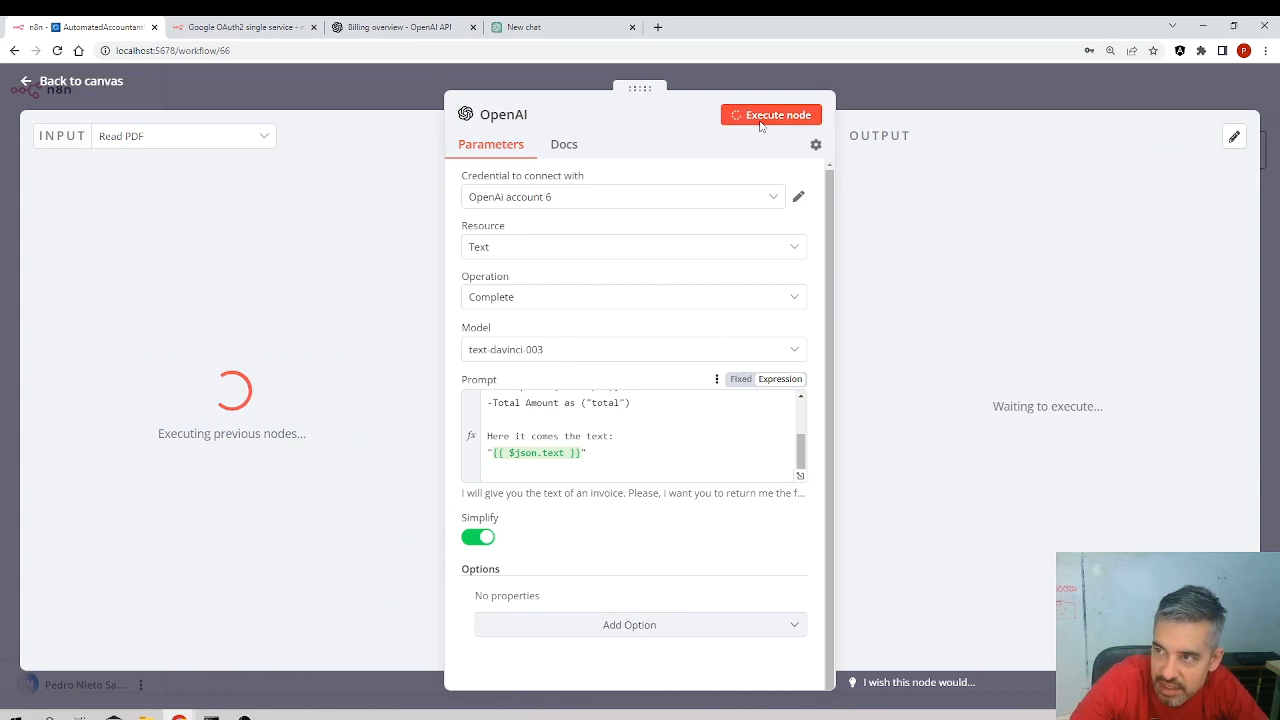 n8n - AutomatedAccountant
Google OAuth2 single service - n
Billing overview - OpenAI API
New chat
localhost:5678/workflow/66
P
Back to canvas
OpenAI
Execute node
INPUT
Read PDF
OUTPUT
Parameters
Docs
Credential to connect with
OpenAi account 6
Resource
Text
Operation
Complete
Model
text-davinci-003
Prompt
Fixed
Expression
-Total Amount as ("total")
Here it comes the text:
fx
"{{ $json.text }}"
Executing previous nodes...
Waiting to execute...
I will give you the text of an invoice. Please, i want you to return me the f...
Simplify
Options
No properties
Add Option
PN
Pedro Nieto Sa...
I wish this node would...